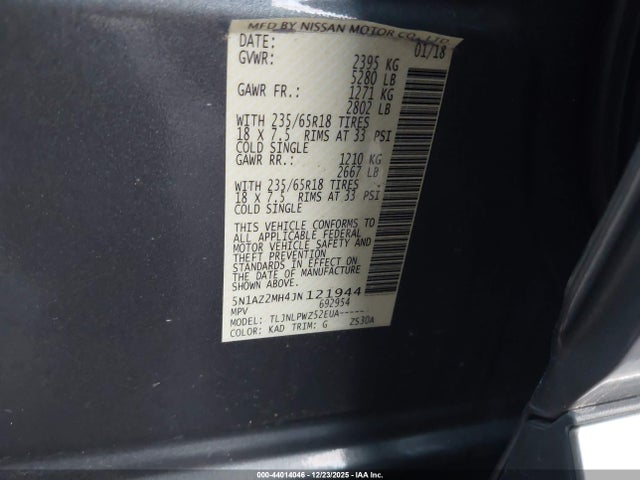 MFD BY NISSAN MOTOR CO., LTD.
DATE: 01/18
GVWR: 2395 KG
5280 LB
GAWR FR.: 1271 KG
2802 LB
WITH 235/65R18 TIRES
18 X 7.5 RIMS AT 33 PSI
COLD SINGLE
GAWR RR.: 1210 KG
2667 LB
WITH 235/65R18 TIRES
18 X 7.5 RIMS AT 33 PSI
COLD SINGLE
THIS VEHICLE CONFORMS TO
ALL APPLICABLE FEDERAL
MOTOR VEHICLE SAFETY AND
THEFT PREVENTION
STANDARDS IN EFFECT ON
THE DATE OF MANUFACTURE
SHOWN ABOVE.
5N1AZ2MH4JN121944
MPV 692954
MODEL: TLJNLPWZ52EUA-----
COLOR: KAD TRIM: G ZS30A
000-44014046 - 12/23/2025 - IAA Inc.